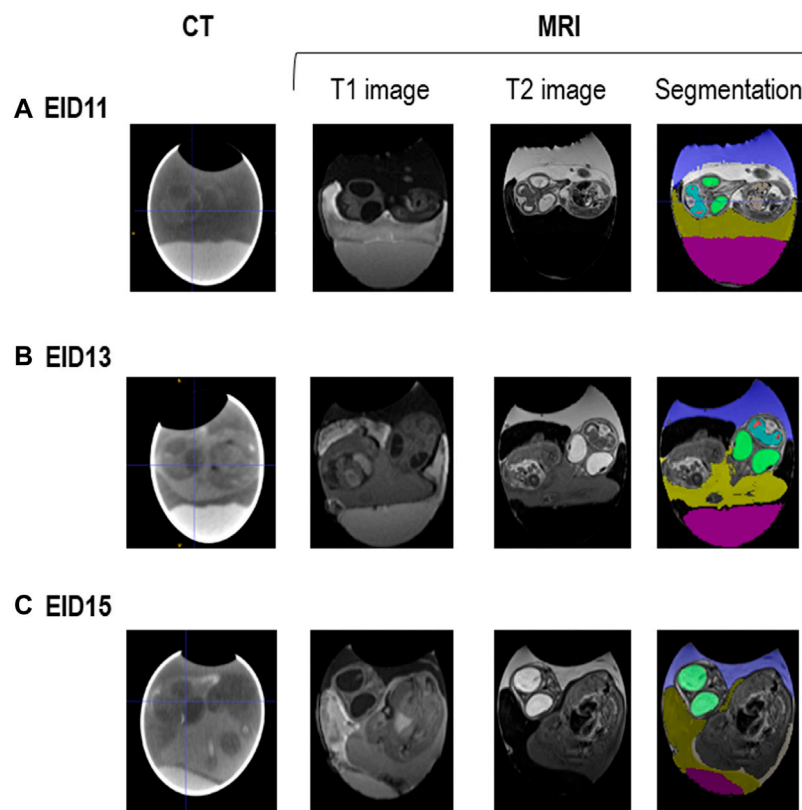 CT
MRI
T1 image
T2 image
Segmentation
A EID11
B EID13
C EID15